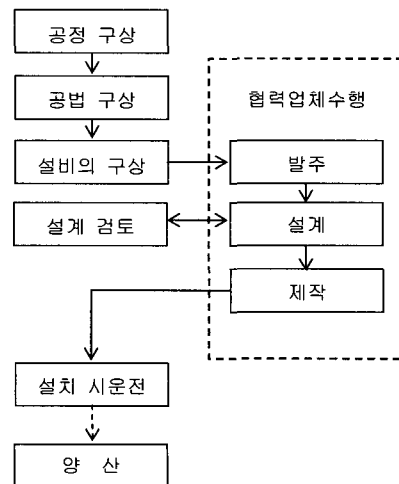 공정 구상
공법 구상
협력업체수행
설비의 구상
발주
설계 검토
설계
제작
설치 시운전
양 산